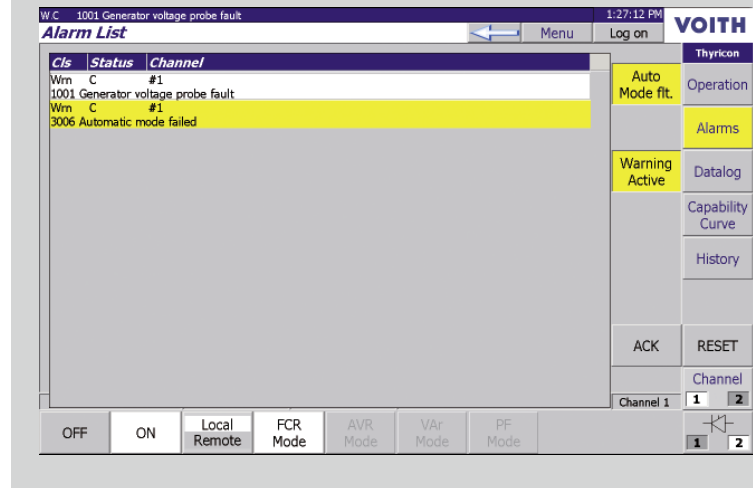 W.C 1001 Generator voltage probe fault 1:27:12 PM
Alarm List Menu Log on VOITH
Thyricon
Cls Status Channel
Wrn C #1
1001 Generator voltage probe fault
Wrn C #1
3006 Automatic mode failed
Auto
Mode flt.
Warning
Active
ACK
Channel 1
Operation
Alarms
Datalog
Capability
Curve
History
RESET
Channel
1 2
OFF
ON
Local
Remote
FCR
Mode
AVR
Mode
VAr
Mode
PF
Mode
1 2